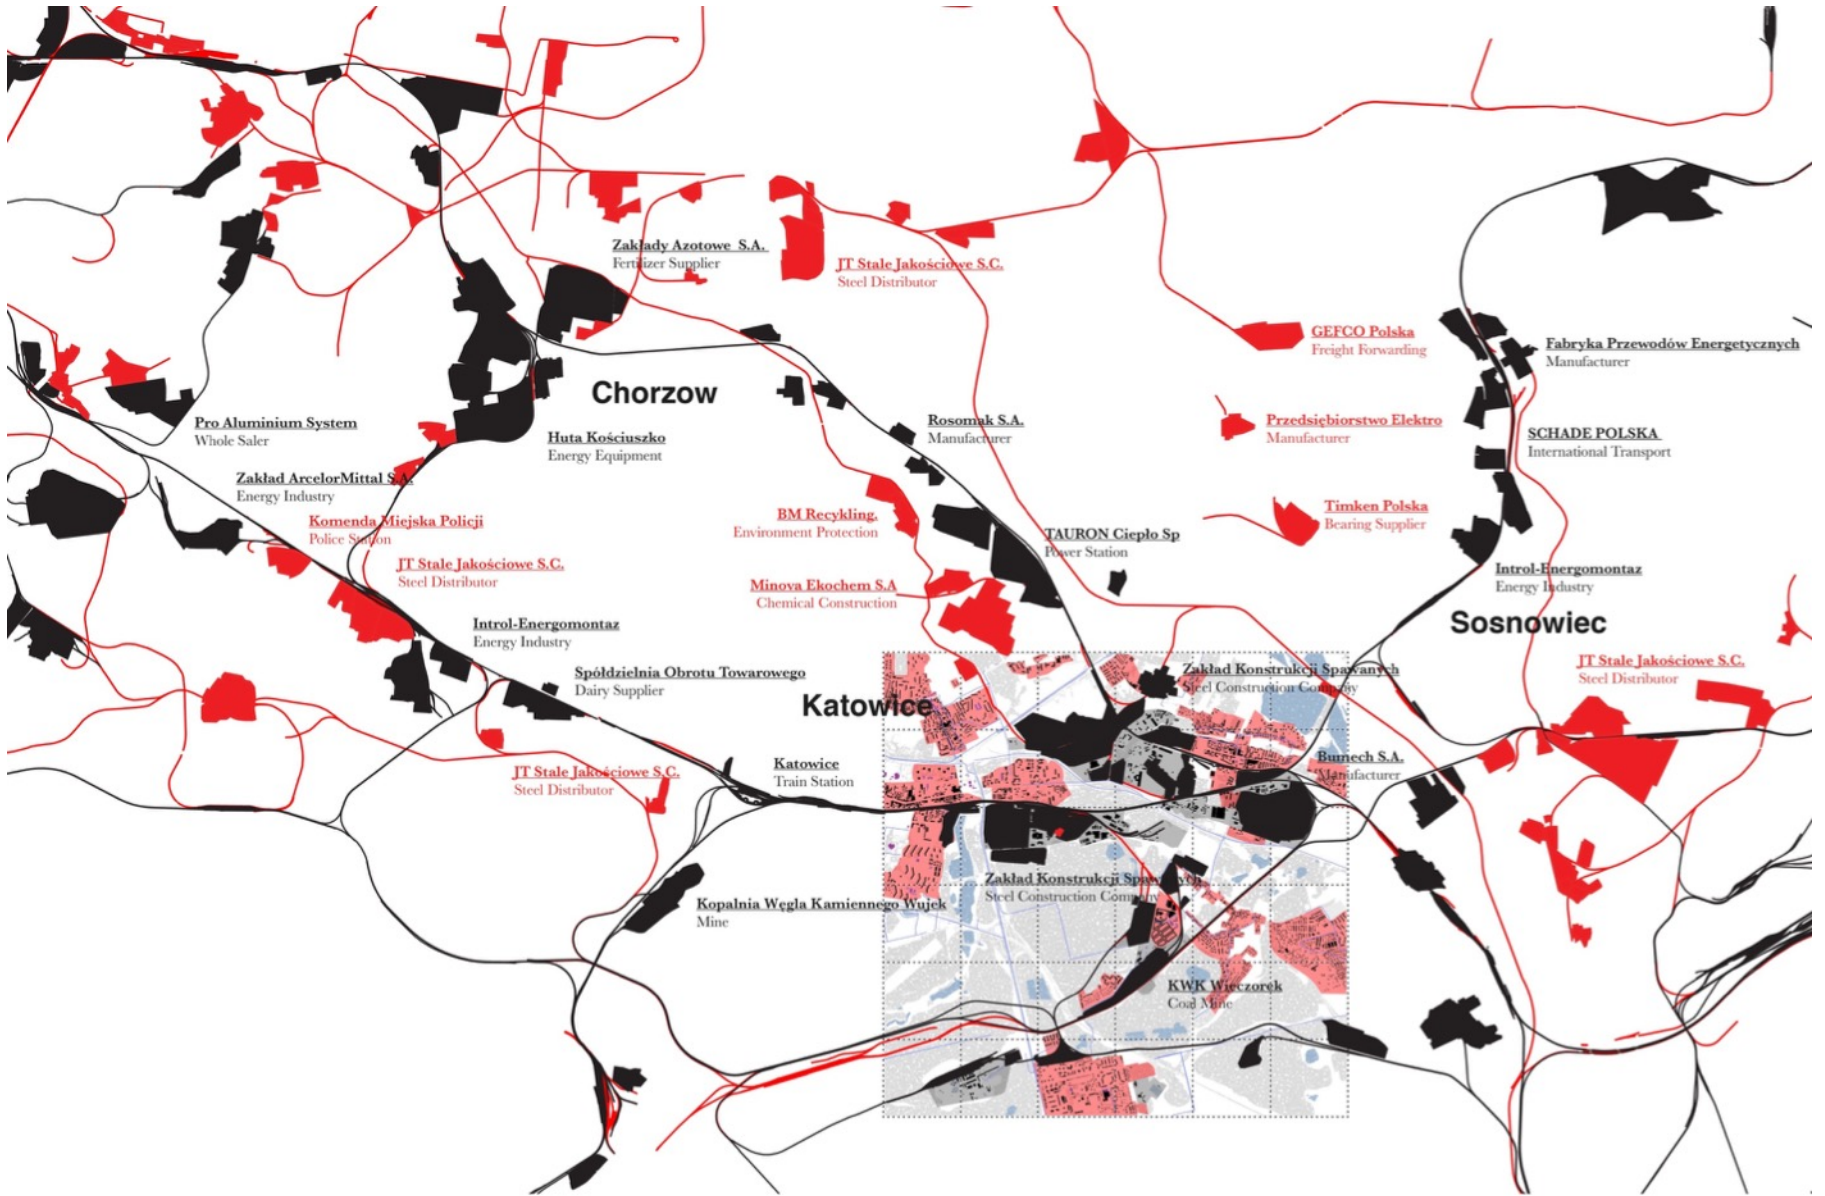 Zakłady Azotowe S.A.
Fertilizer Supplier
JT Stale Jakościowe S.C.
Steel Distributor
GEFCO Polska
Freight Forwarding
Fabryka Przewodów Energetycznych
Manufacturer
Chorzow
Pro Aluminium System
Whole Saler
Huta Kościuszko
Energy Equipment
Rosomak S.A.
Manufacturer
Przedsiębiorstwo Elektro
Manufacturer
SCHADE POLSKA
International Transport
Zakład ArcelorMittal S.A.
Energy Industry
Komenda Miejska Policji
Police Station
BM Recykling.
Environment Protection
Timken Polska
Bearing Supplier
TAURON Ciepło Sp
Power Station
JT Stale Jakościowe S.C.
Steel Distributor
Minova Ekochem S.A
Chemical Construction
Introl-Energomontaz
Energy Industry
Sosnowiec
Introl-Energomontaz
Energy Industry
Spółdzielnia Obrotu Towarowego
Dairy Supplier
Zakład Konstrukcji Spawanych
Steel Construction Company
JT Stale Jakościowe S.C.
Steel Distributor
Katowice
Katowice
Train Station
JT Stale Jakościowe S.C.
Steel Distributor
Bumech S.A.
Manufacturer
Zakład Konstrukcji Spawanych
Steel Construction Company
Kopalnia Węgla Kamiennego Wujek
Mine
KWK Wieczorek
Coal Mine